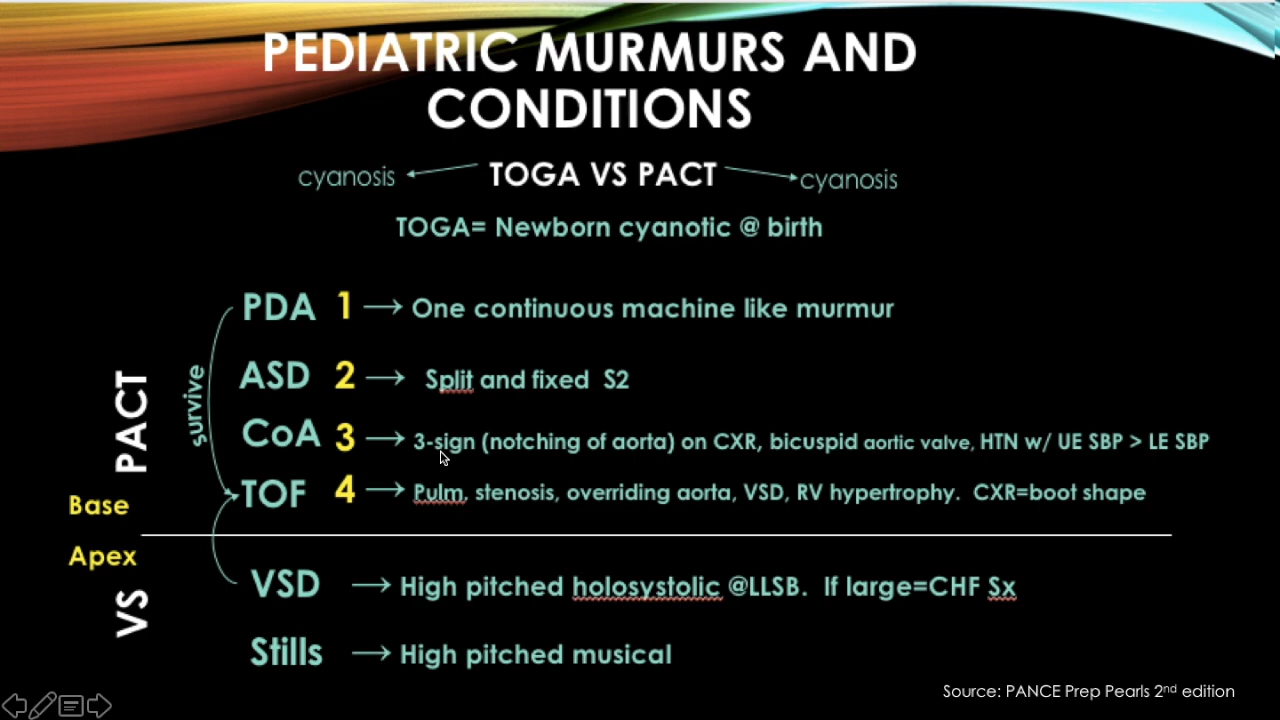 PEDIATRIC MURMURS AND
CONDITIONS
cyanosis TOGA VS PACT cyanosis
TOGA= Newborn cyanotic @ birth
PACT
survive
PDA 1 → One continuous machine like murmur
ASD 2 → Split and fixed S2
CoA 3 → 3-sign (notching of aorta) on CXR, bicuspid aortic valve, HTN w/ UE SBP > LE SBP
TOF 4 → Pulm. stenosis, overriding aorta, VSD, RV hypertrophy. CXR=boot shape
Base
Apex
VS
VSD → High pitched holosystolic @LLSB. If large=CHF Sx
Stills → High pitched musical
Source: PANCE Prep Pearls 2nd edition